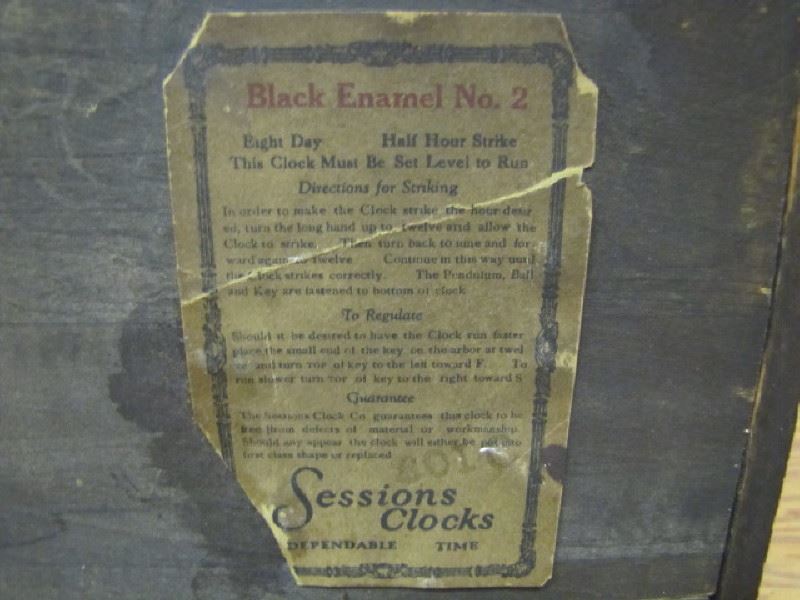 Black Enamel No. 2
Eight Day Half Hour Strike
This Clock Must Be Set Level to Run
Directions for Striking
In order to make the Clock strike the hour desir
ed, turn the long hand up to twelve and allow the
Clock to strike. Then turn back to nine and for
ward again to twelve Continue in this way until
the Clock strikes correctly. The Pendulum, Ball
and Key are fastened to bottom of clock
To Regulate
Should it be desired to have the Clock run faster
place the small end of the key on the arbor at twel
ve and turn TOP of key to the left toward F. To
run slower turn TOP of key to the right toward S
Guarantee
The Sessions Clock Co guarantees this clock to be
free from defects of material or workmanship.
Should any appear the clock will either be put into
first class shape or replaced
Sessions
Clocks
DEPENDABLE TIME